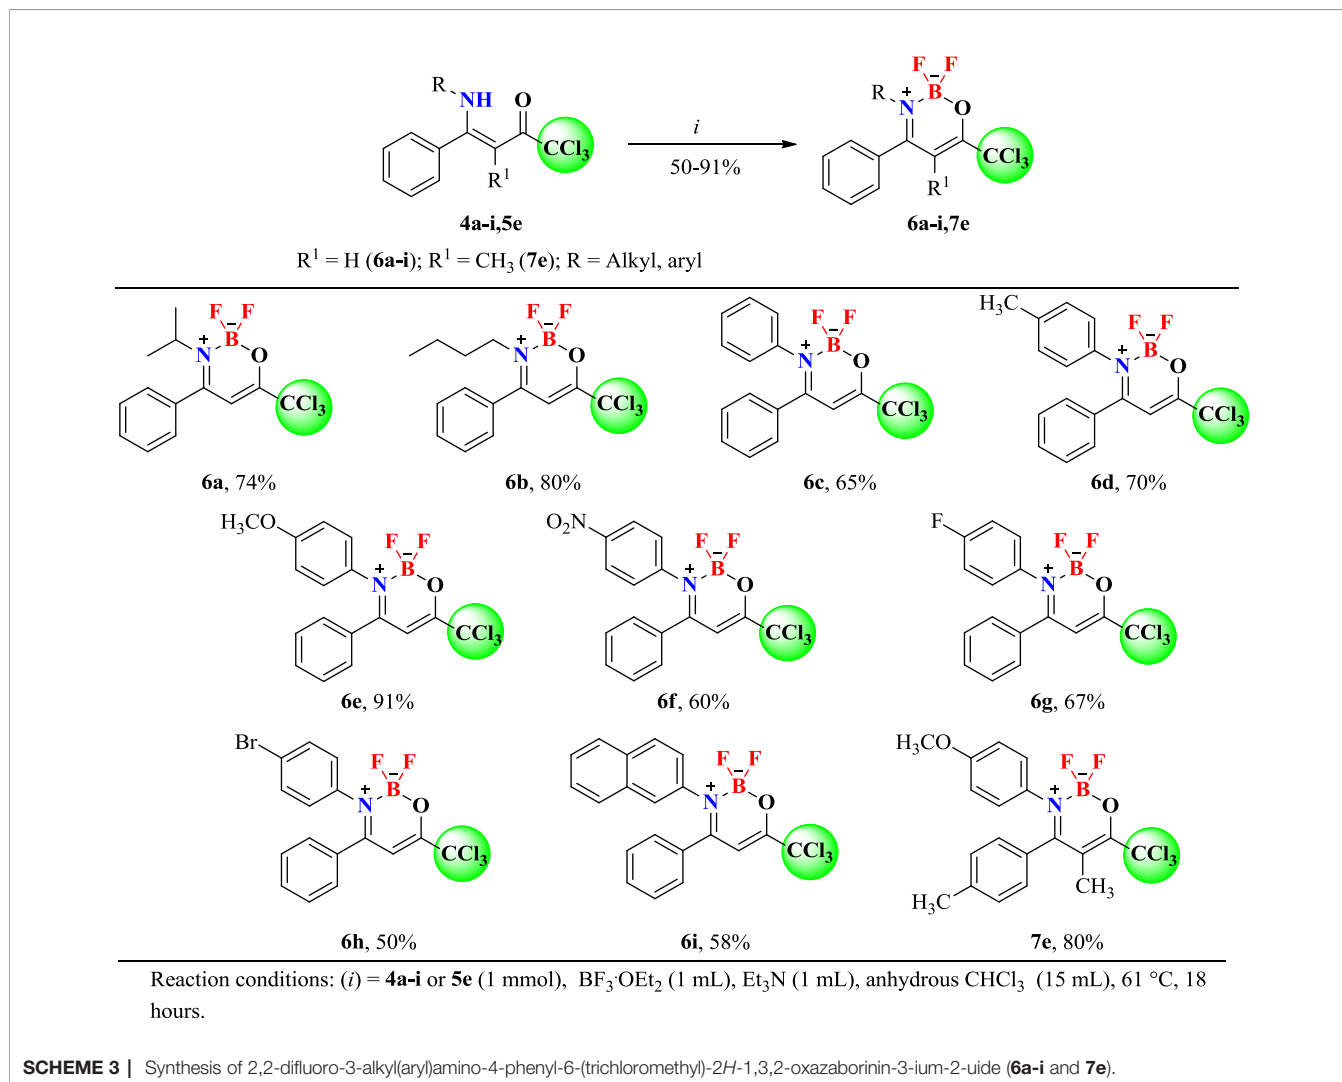 R NH O CCl3 R1
4a-i,5e
i
50-91%
F F R N + B − O CCl3 R1
6a-i,7e
R1 = H (6a-i); R1 = CH3 (7e); R = Alkyl, aryl
F F + N B − O CCl3
6a, 74%
F F + N B − O CCl3
6b, 80%
F F + N B − O CCl3
6c, 65%
H3C F F + N B − O CCl3
6d, 70%
H3CO F F + N B − O CCl3
6e, 91%
O2N F F + N B − O CCl3
6f, 60%
F F F + N B − O CCl3
6g, 67%
Br F F + N B − O CCl3
6h, 50%
F F + N B − O CCl3
6i, 58%
H3CO F F + N B − O CCl3 CH3 H3C
7e, 80%
Reaction conditions: (i) = 4a-i or 5e (1 mmol), BF3·OEt2 (1 mL), Et3N (1 mL), anhydrous CHCl3 (15 mL), 61 °C, 18
hours.
SCHEME 3 | Synthesis of 2,2-difluoro-3-alkyl(aryl)amino-4-phenyl-6-(trichloromethyl)-2H-1,3,2-oxazaborinin-3-ium-2-uide (6a-i and 7e).